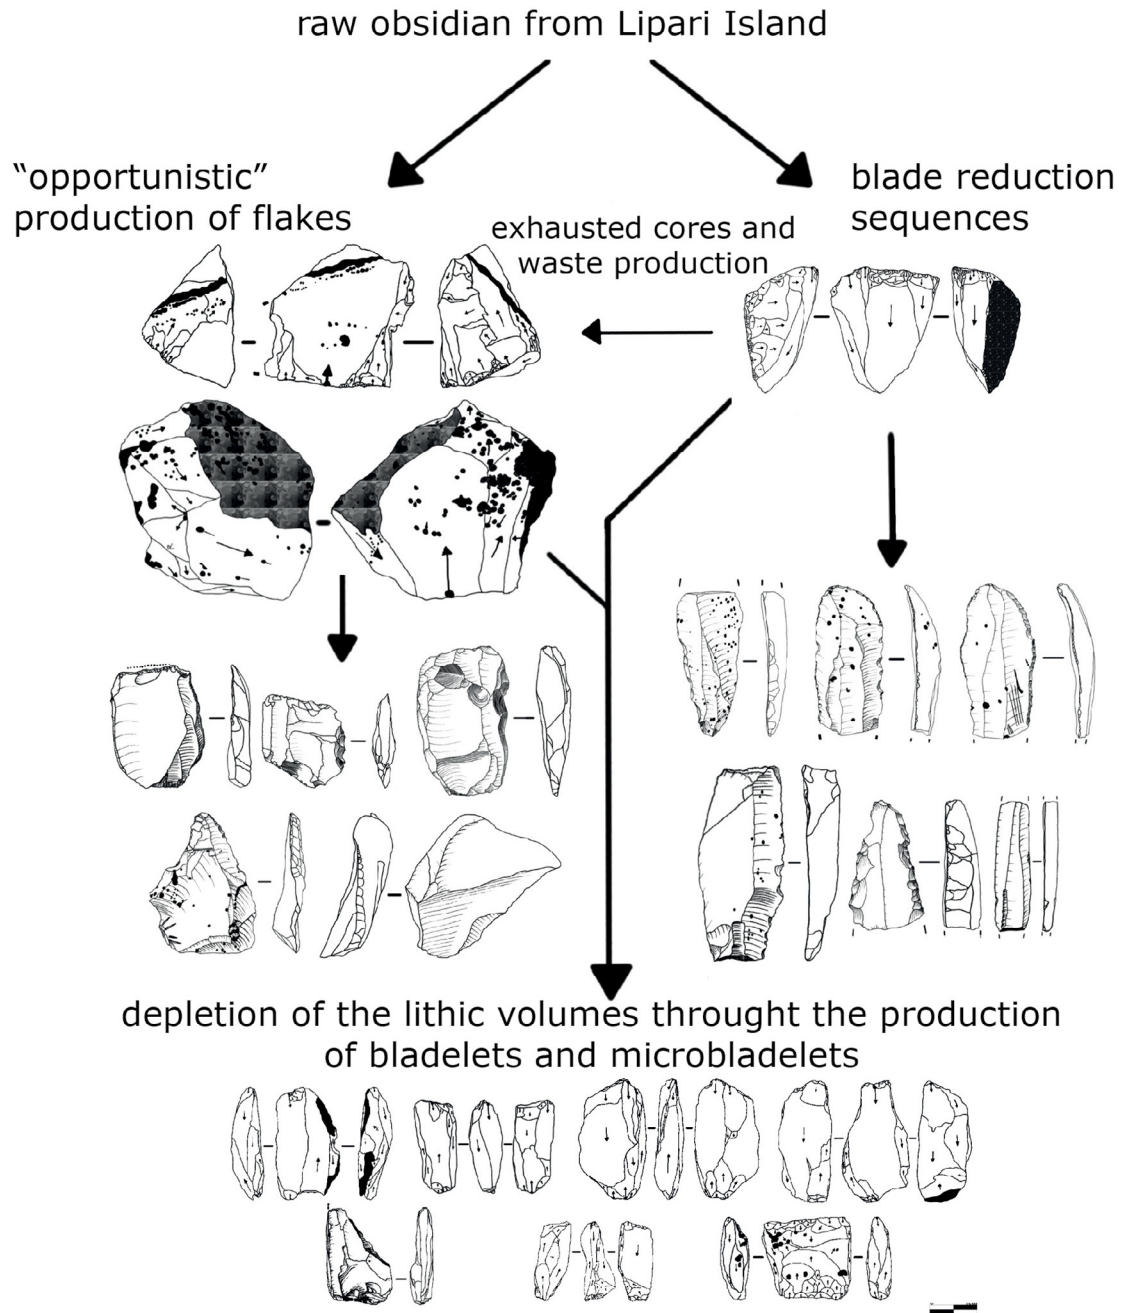 raw obsidian from Lipari Island
“opportunistic”
production of flakes
exhausted cores and
waste production
blade reduction
sequences
depletion of the lithic volumes throught the production
of bladelets and microbladelets